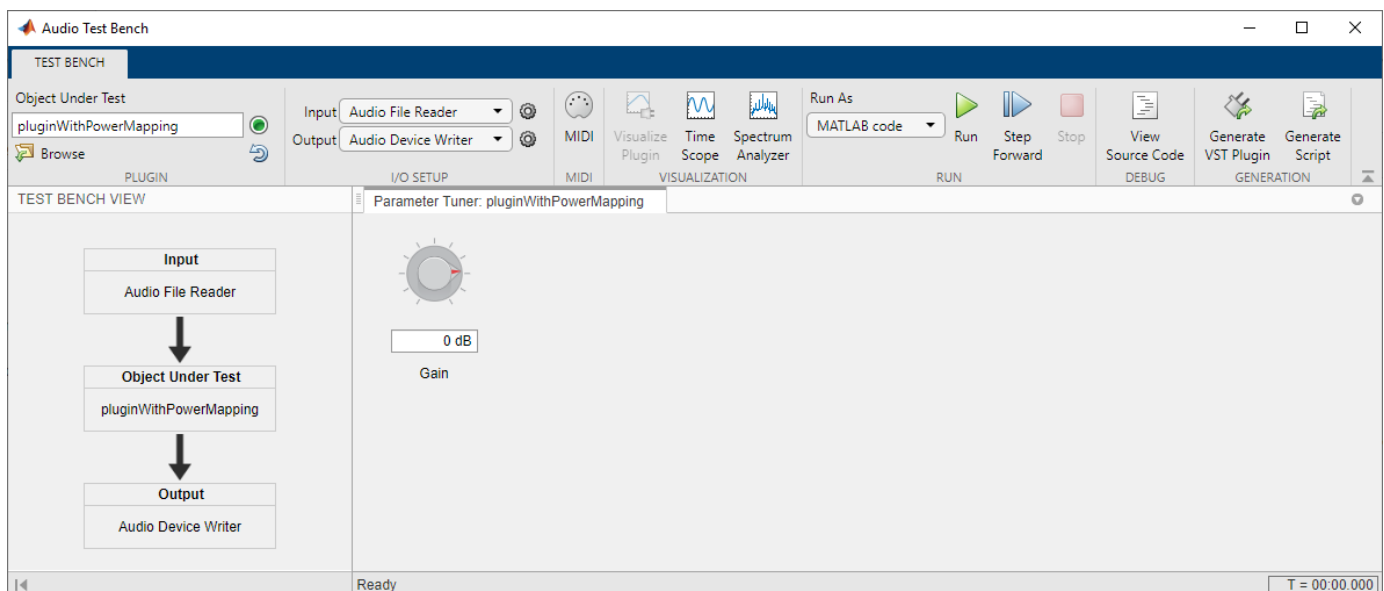 Audio Test Bench
TEST BENCH
Object Under Test
pluginWithPowerMapping
Browse
PLUGIN
Input Audio File Reader
Output Audio Device Writer
I/O SETUP
MIDI
MIDI
Visualize Plugin
Time Scope
Spectrum Analyzer
VISUALIZATION
Run As
MATLAB code
Run
Step Forward
Stop
RUN
View Source Code
DEBUG
Generate VST Plugin
Generate Script
GENERATION
TEST BENCH VIEW
Input
Audio File Reader
Object Under Test
pluginWithPowerMapping
Output
Audio Device Writer
Parameter Tuner: pluginWithPowerMapping
0 dB
Gain
Ready
T = 00:00.000